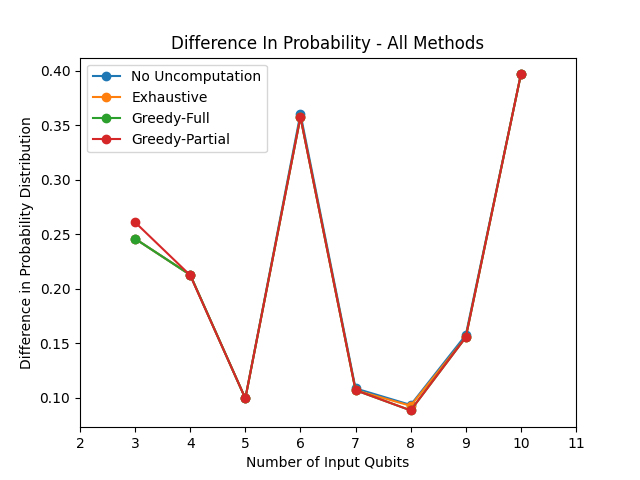 Difference In Probability - All Methods
No Uncomputation
Exhaustive
Greedy-Full
Greedy-Partial
Difference in Probability Distribution
0.40
0.35
0.30
0.25
0.20
0.15
0.10
2 3 4 5 6 7 8 9 10 11
Number of Input Qubits